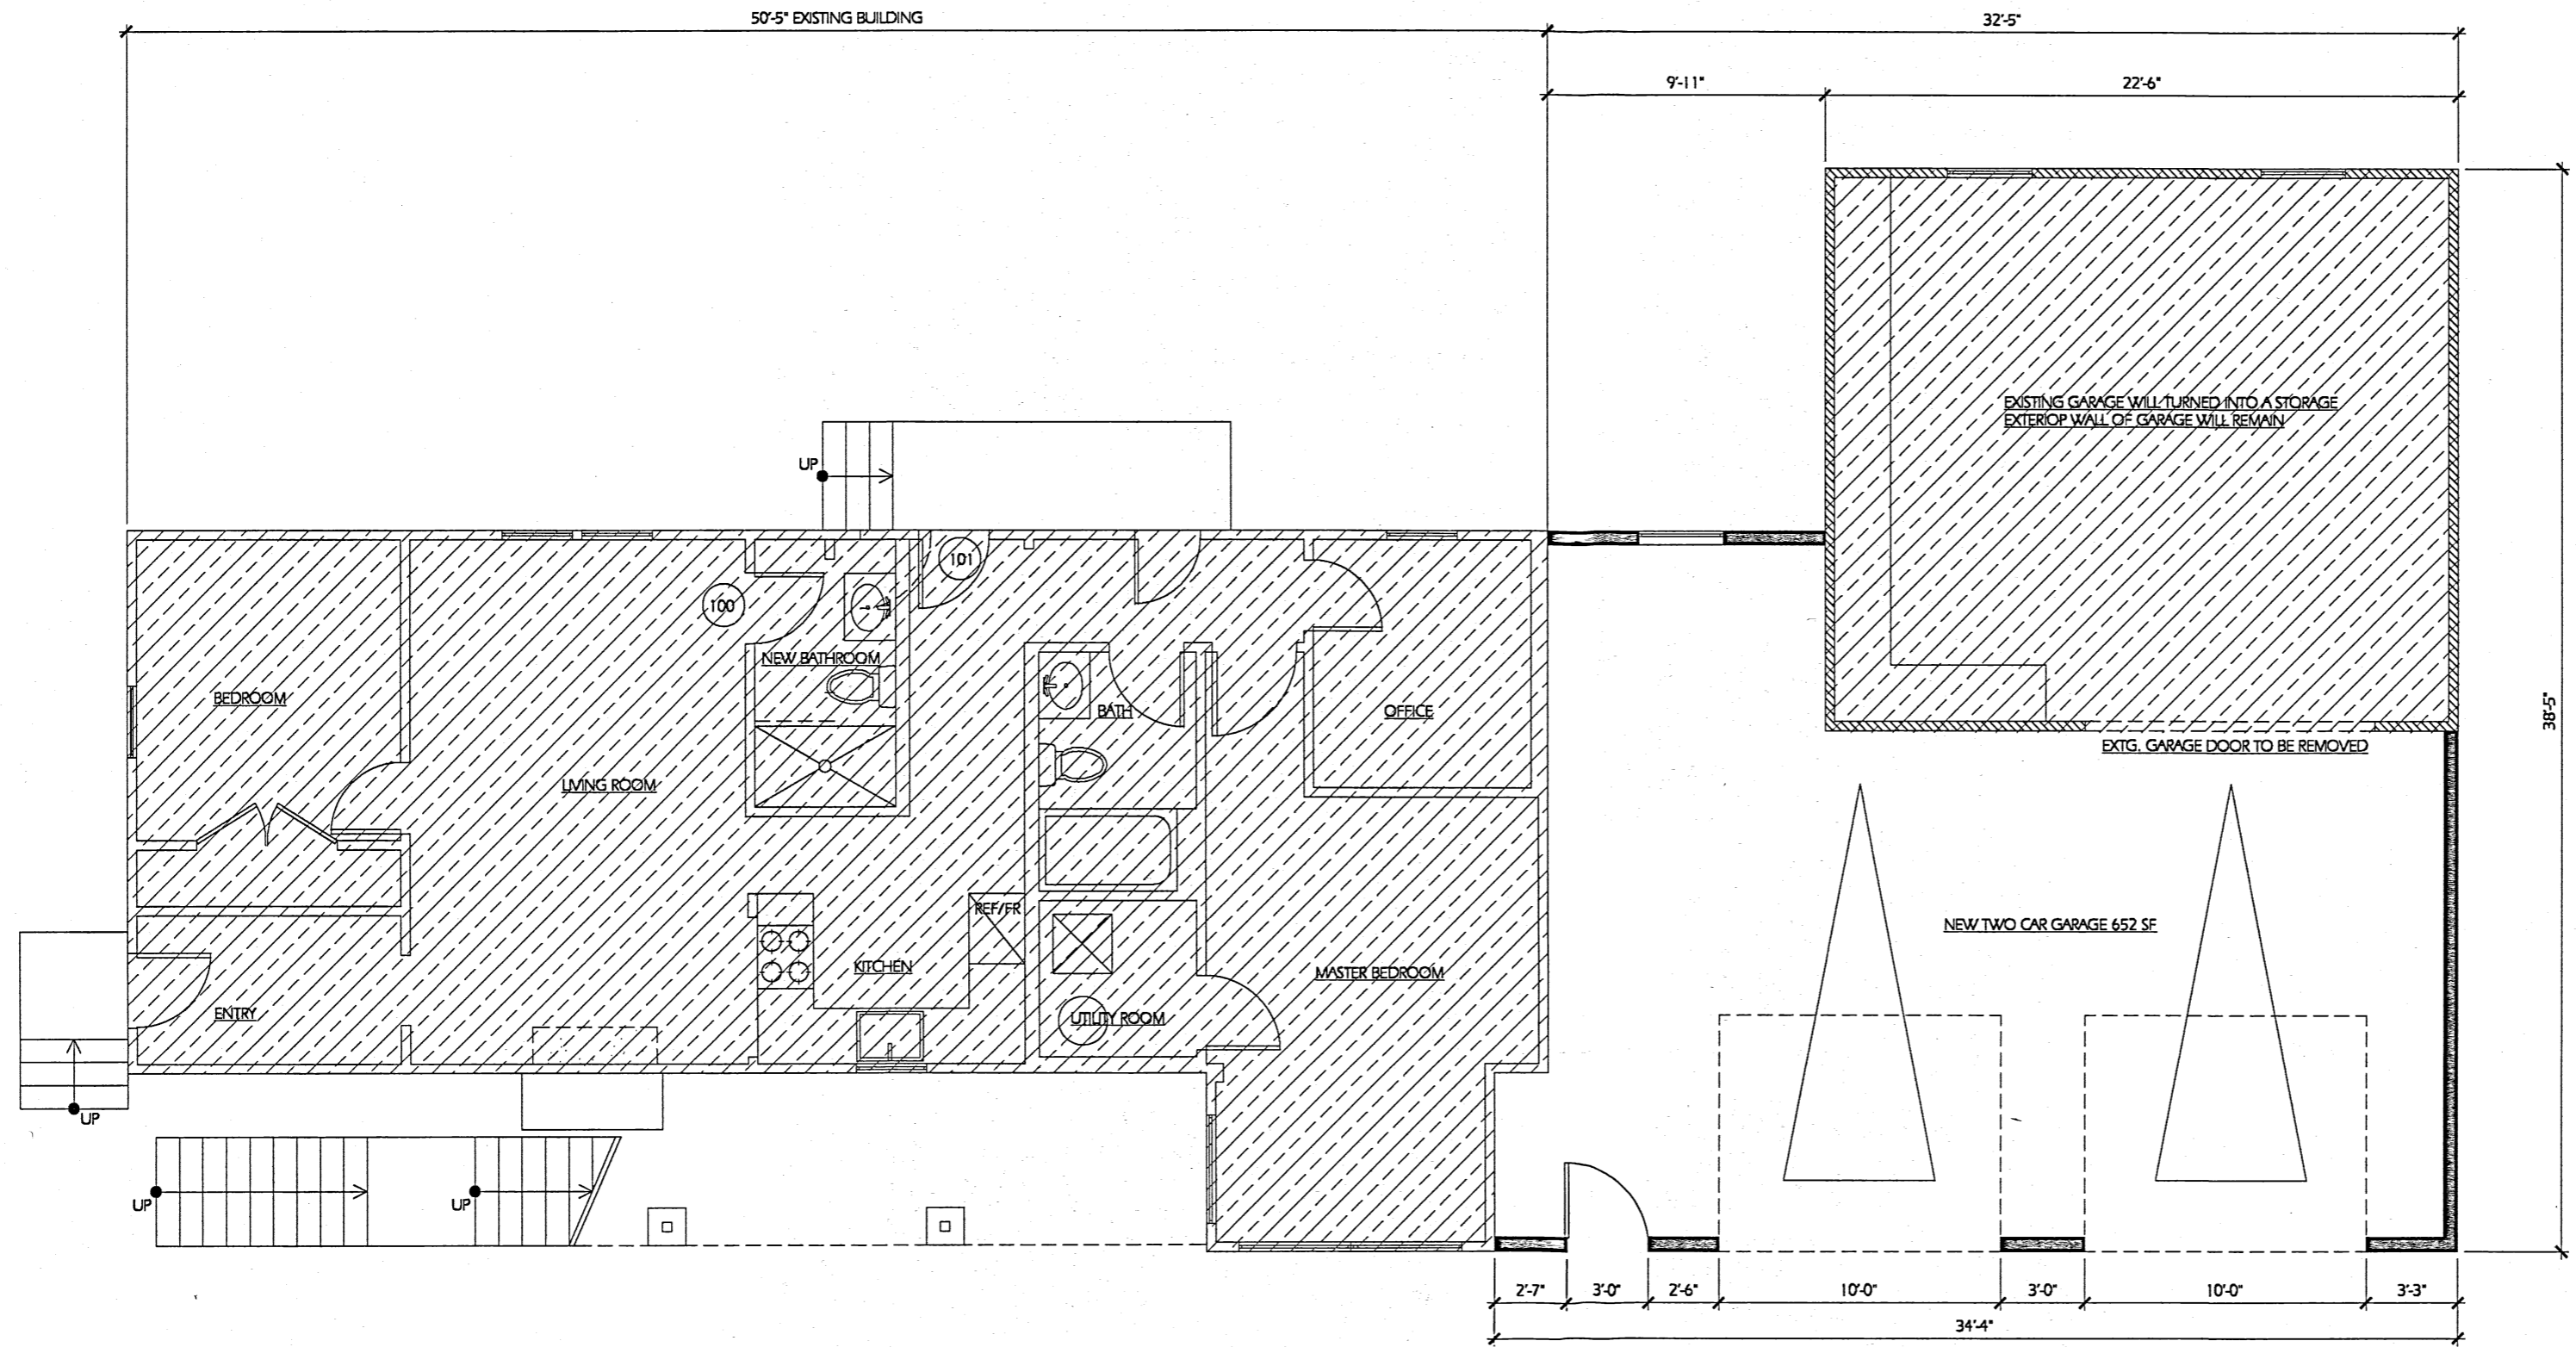 50'-5" EXISTING BUILDING
32'-5"
9'-11"
22'-6"
EXISTING GARAGE WILL TURNED INTO A STORAGE
EXTERIOP WALL OF GARAGE WILL REMAIN
UP
101
100
NEW BATHROOM
BEDROOM
BATH
OFFICE
38'-5"
EXTG. GARAGE DOOR TO BE REMOVED
LIVING ROOM
REF/FR
NEW TWO CAR GARAGE 652 SF
KITCHEN
MASTER BEDROOM
ENTRY
UTILITY ROOM
UP
UP
UP
2'-7"
3'-0"
2'-6"
10'-0"
3'-0"
10'-0"
3'-3"
34'-4"